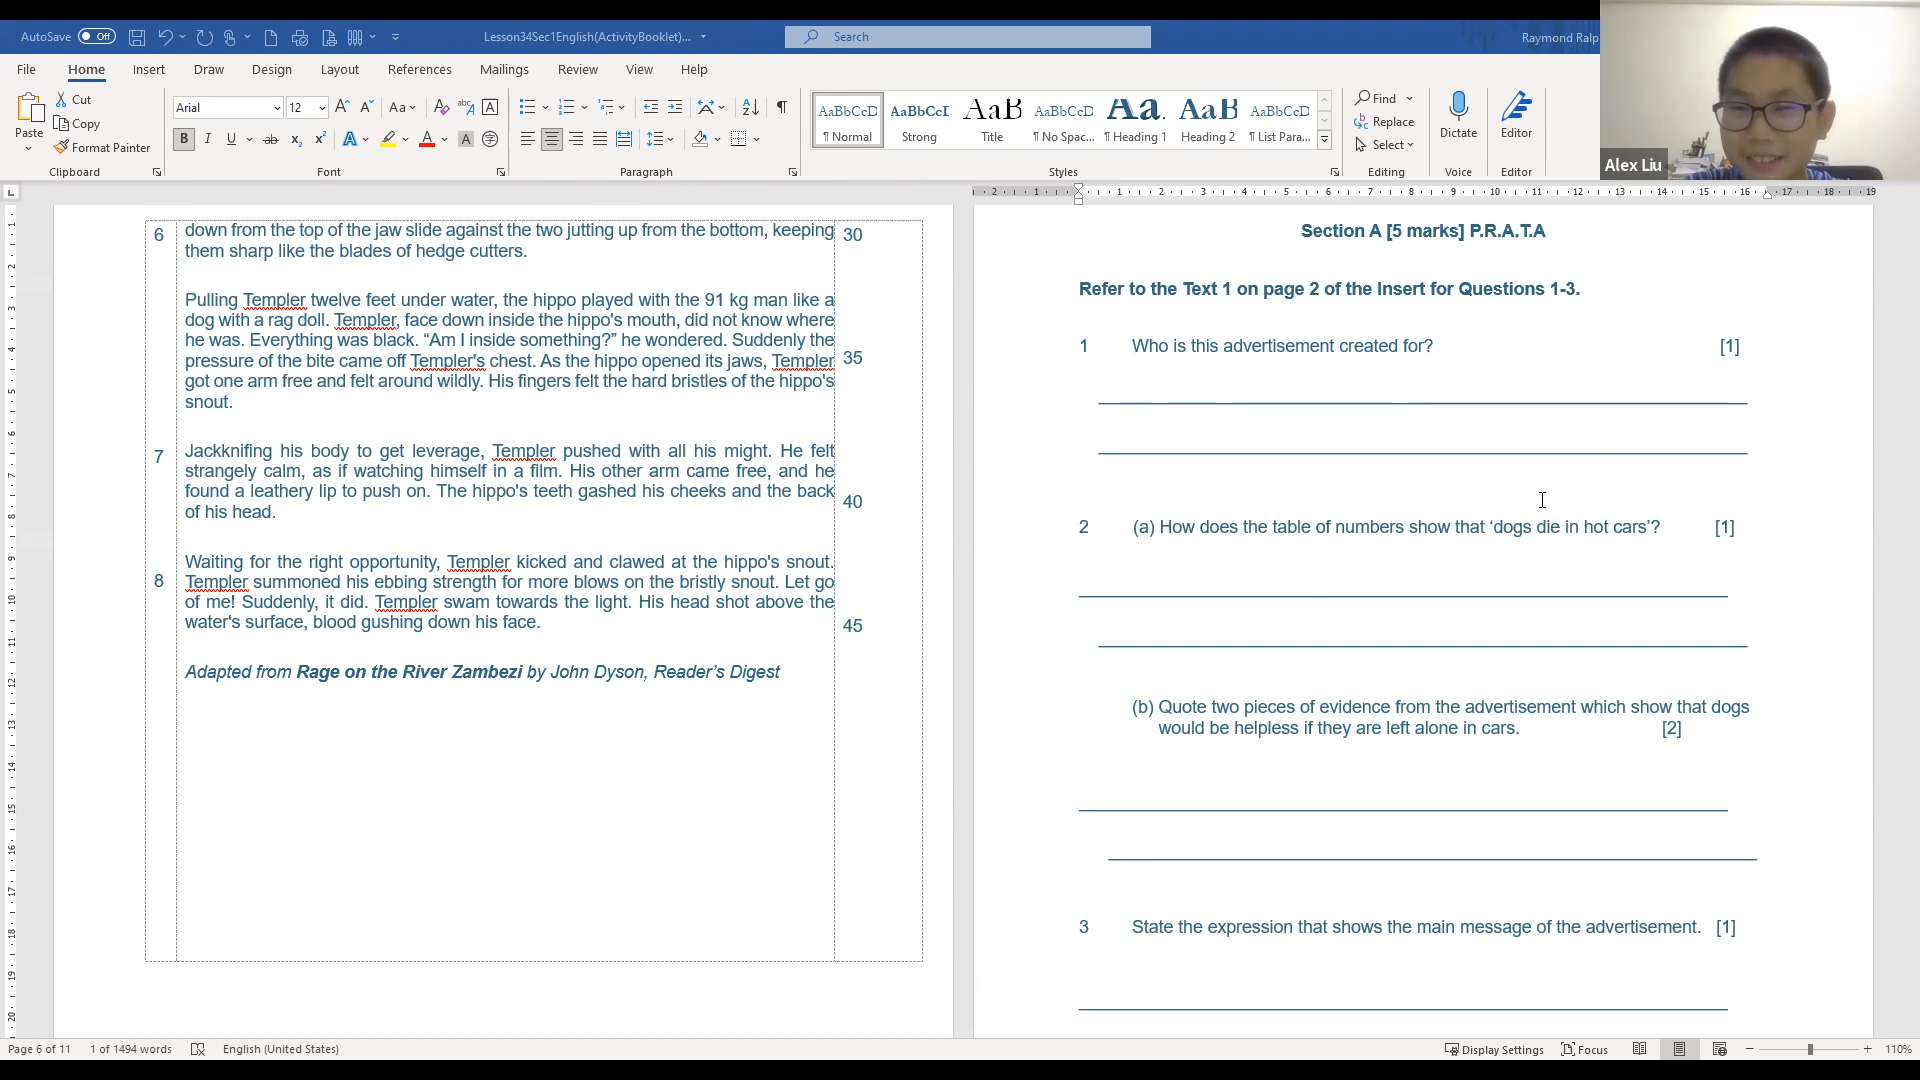 AutoSave Off Lesson34Sec1English(ActivityBooklet)... Search Raymond Ralp
File Home Insert Draw Design Layout References Mailings Review View Help
Paste Cut Copy Format Painter
Arial 12
AaBbCcD AaBbCcI AaB AaBbCcD Aa. AaB AaBbCcD
¶ Normal Strong Title ¶ No Spac... ¶ Heading 1 Heading 2 ¶ List Para...
Find Replace Select
Dictate Editor
Clipboard Font Paragraph Styles Editing Voice Editor
Alex Liu
6 down from the top of the jaw slide against the two jutting up from the bottom, keeping 30
them sharp like the blades of hedge cutters.
Pulling Templer twelve feet under water, the hippo played with the 91 kg man like a
dog with a rag doll. Templer, face down inside the hippo's mouth, did not know where
he was. Everything was black. “Am I inside something?” he wondered. Suddenly the
pressure of the bite came off Templer's chest. As the hippo opened its jaws, Templer 35
got one arm free and felt around wildly. His fingers felt the hard bristles of the hippo's
snout.
7 Jackknifing his body to get leverage, Templer pushed with all his might. He felt
strangely calm, as if watching himself in a film. His other arm came free, and he
found a leathery lip to push on. The hippo's teeth gashed his cheeks and the back 40
of his head.
Waiting for the right opportunity, Templer kicked and clawed at the hippo's snout.
8 Templer summoned his ebbing strength for more blows on the bristly snout. Let go
of me! Suddenly, it did. Templer swam towards the light. His head shot above the
water's surface, blood gushing down his face. 45
Adapted from Rage on the River Zambezi by John Dyson, Reader’s Digest
Section A [5 marks] P.R.A.T.A
Refer to the Text 1 on page 2 of the Insert for Questions 1-3.
1 Who is this advertisement created for? [1]
2 (a) How does the table of numbers show that ‘dogs die in hot cars’? [1]
(b) Quote two pieces of evidence from the advertisement which show that dogs
would be helpless if they are left alone in cars. [2]
3 State the expression that shows the main message of the advertisement. [1]
Page 6 of 11 1 of 1494 words English (United States) Display Settings Focus 110%